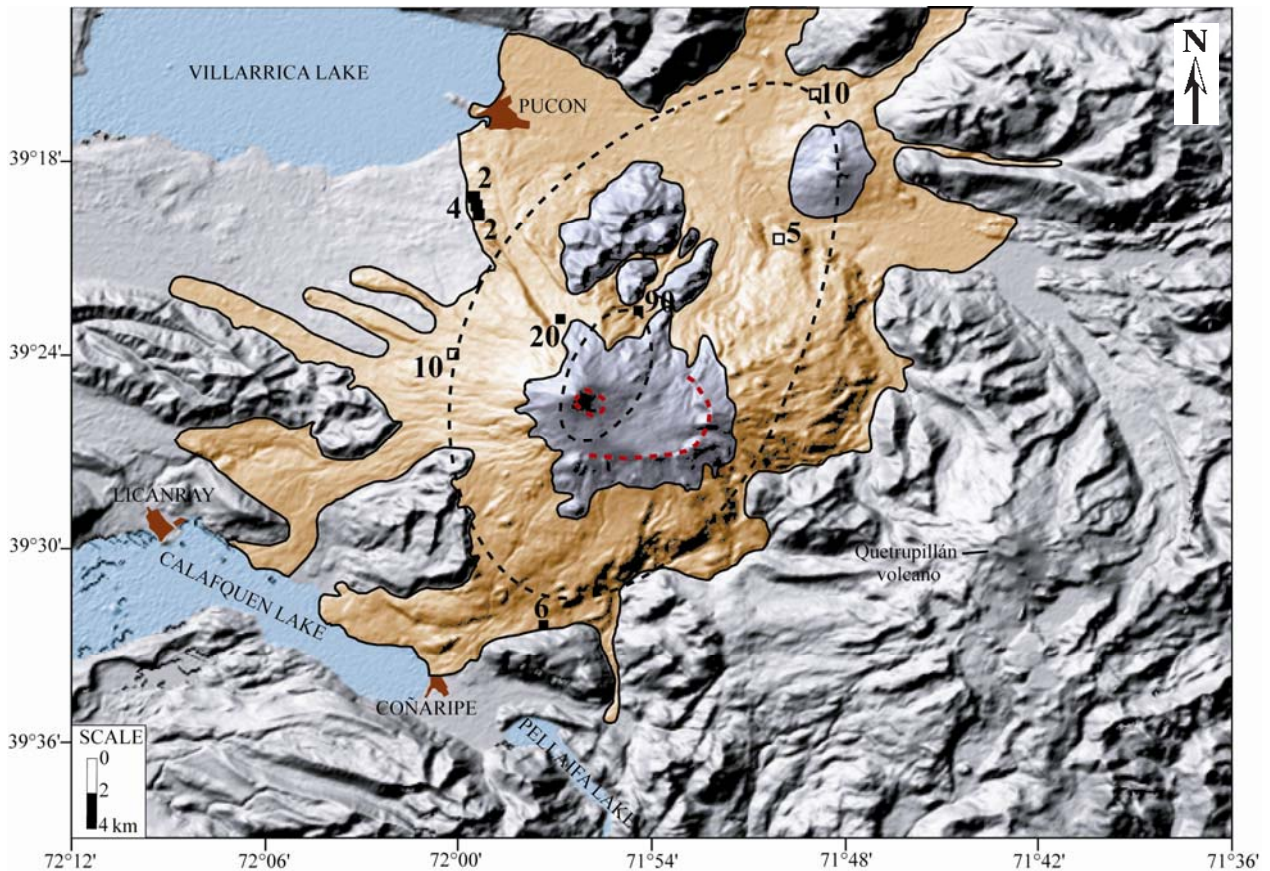 N
VILLARRICA LAKE
PUCON
10
39°18'
2
4
2
5
90
20
39°24'
10
LICANRAY
39°30'
Quetrupillán
volcano
CALAFQUEN LAKE
6
COÑARIPE
39°36'
PELLAIFA LAKE
SCALE
0
2
4 km
72°12'
72°06'
72°00'
71°54'
71°48'
71°42'
71°36'